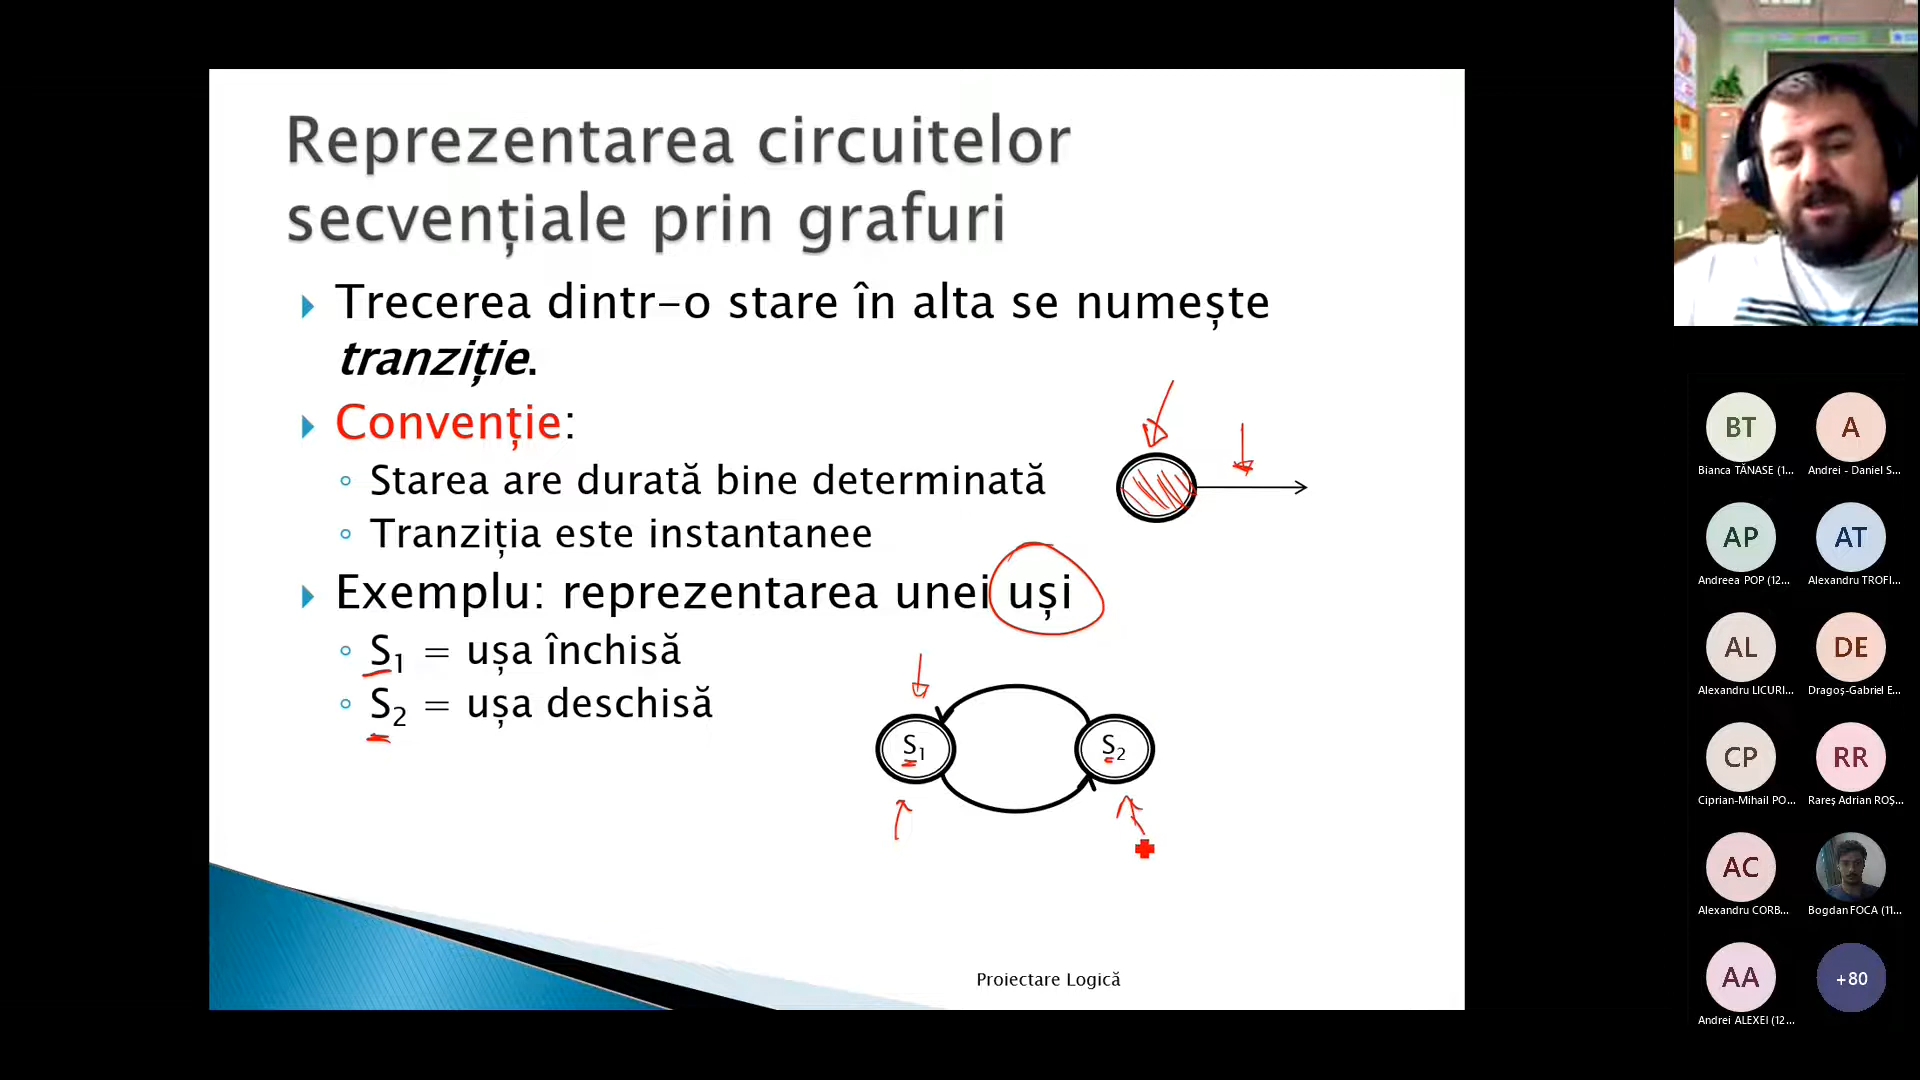 Reprezentarea circuitelor
secvențiale prin grafuri
Trecerea dintr-o stare în alta se numește
tranziție.
Convenție:
Starea are durată bine determinată
Tranziția este instantanee
Exemplu: reprezentarea unei uși
S1 = ușa închisă
S2 = ușa deschisă
S1
S2
Proiectare Logică
BT
A
Bianca TĂNASE (1...
Andrei - Daniel S...
AP
AT
Andreea POP (12...
Alexandru TROFI...
AL
DE
Alexandru LICURI...
Dragoș-Gabriel E...
CP
RR
Ciprian-Mihail PO...
Rareș Adrian ROȘ...
AC
Alexandru CORB...
Bogdan FOCA (11...
AA
+80
Andrei ALEXEI (12...